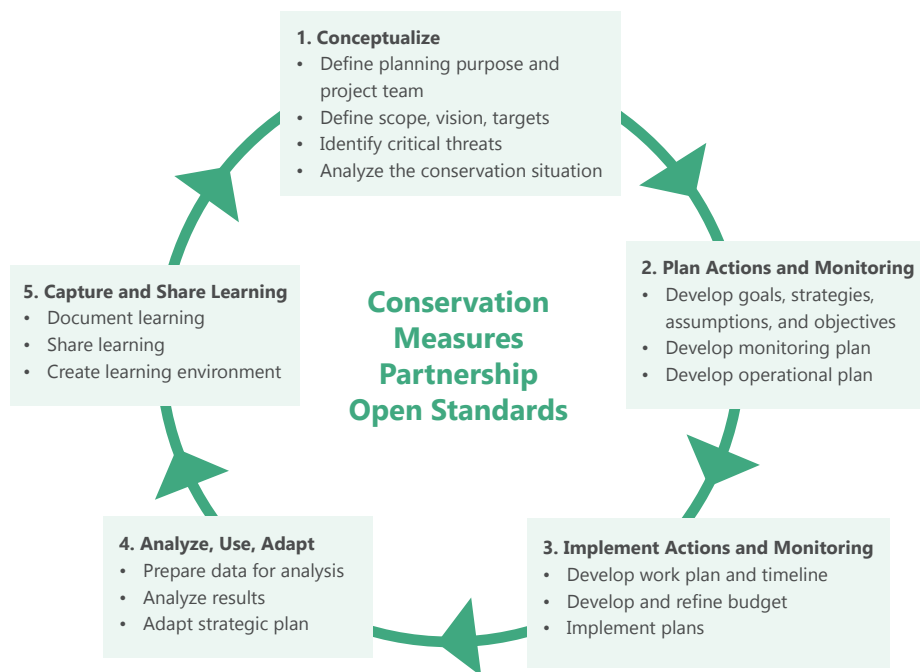 1. Conceptualize
• Define planning purpose and
project team
• Define scope, vision, targets
• Identify critical threats
• Analyze the conservation situation
2. Plan Actions and Monitoring
• Develop goals, strategies,
assumptions, and objectives
• Develop monitoring plan
• Develop operational plan
3. Implement Actions and Monitoring
• Develop work plan and timeline
• Develop and refine budget
• Implement plans
4. Analyze, Use, Adapt
• Prepare data for analysis
• Analyze results
• Adapt strategic plan
5. Capture and Share Learning
• Document learning
• Share learning
• Create learning environment
Conservation
Measures
Partnership
Open Standards